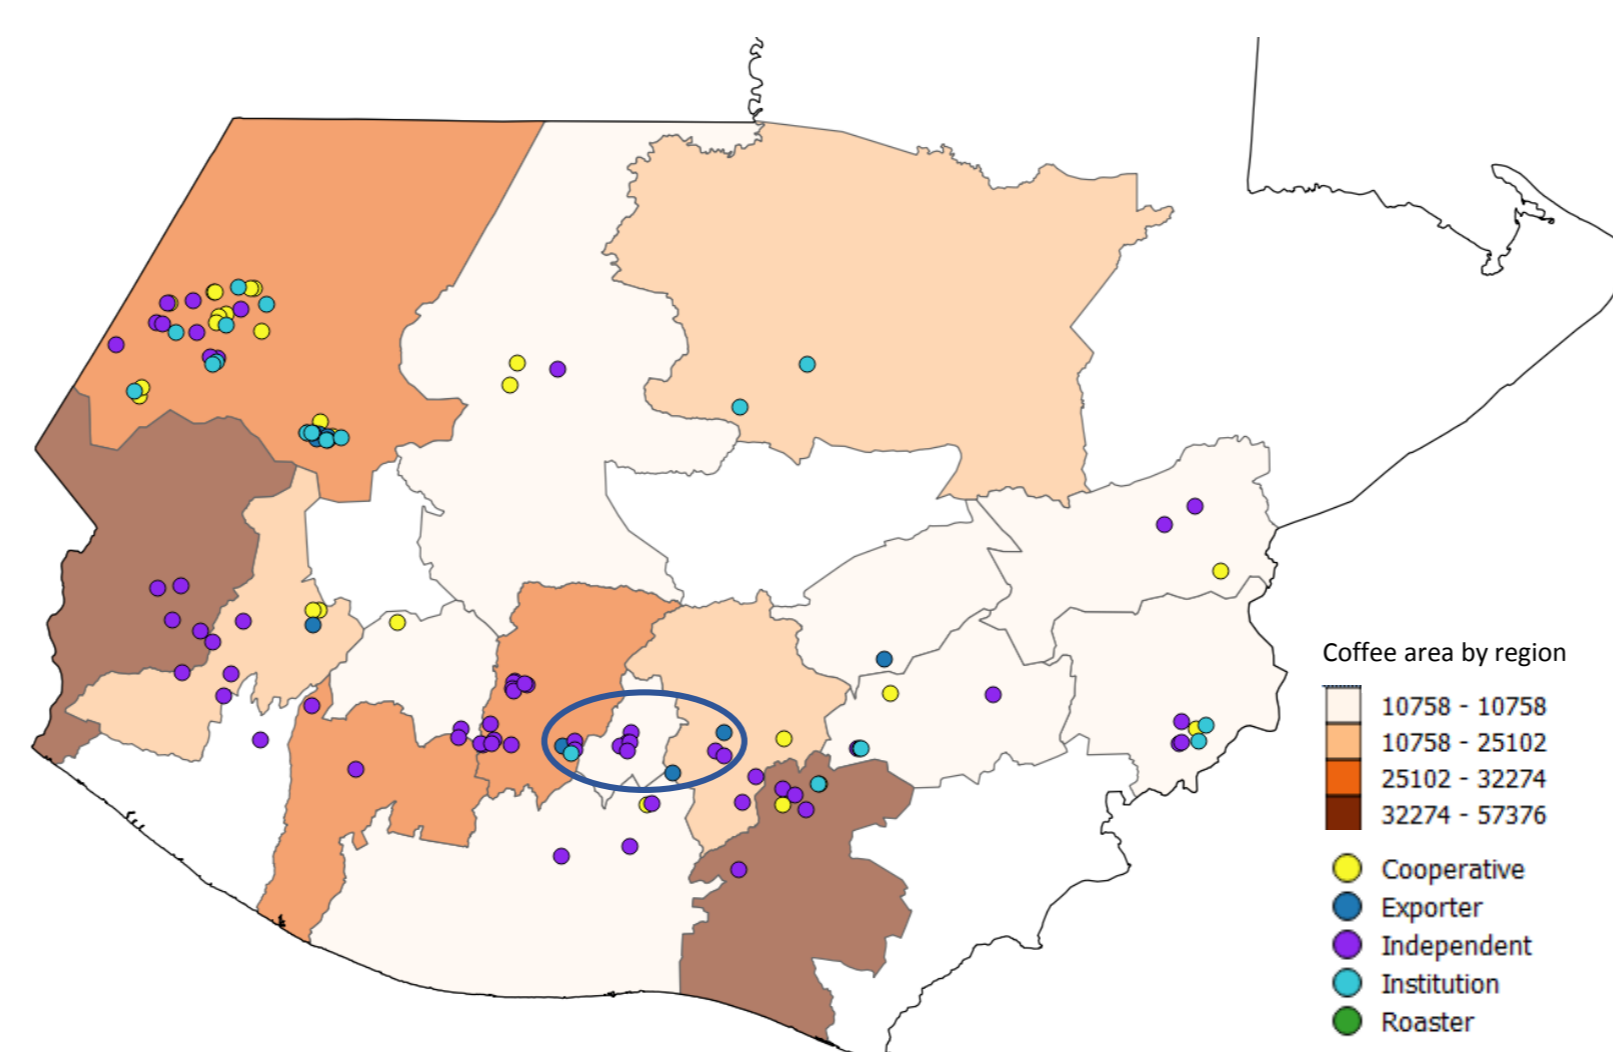 Coffee area by region
10758 - 10758
10758 - 25102
25102 - 32274
32274 - 57376
Cooperative
Exporter
Independent
Institution
Roaster